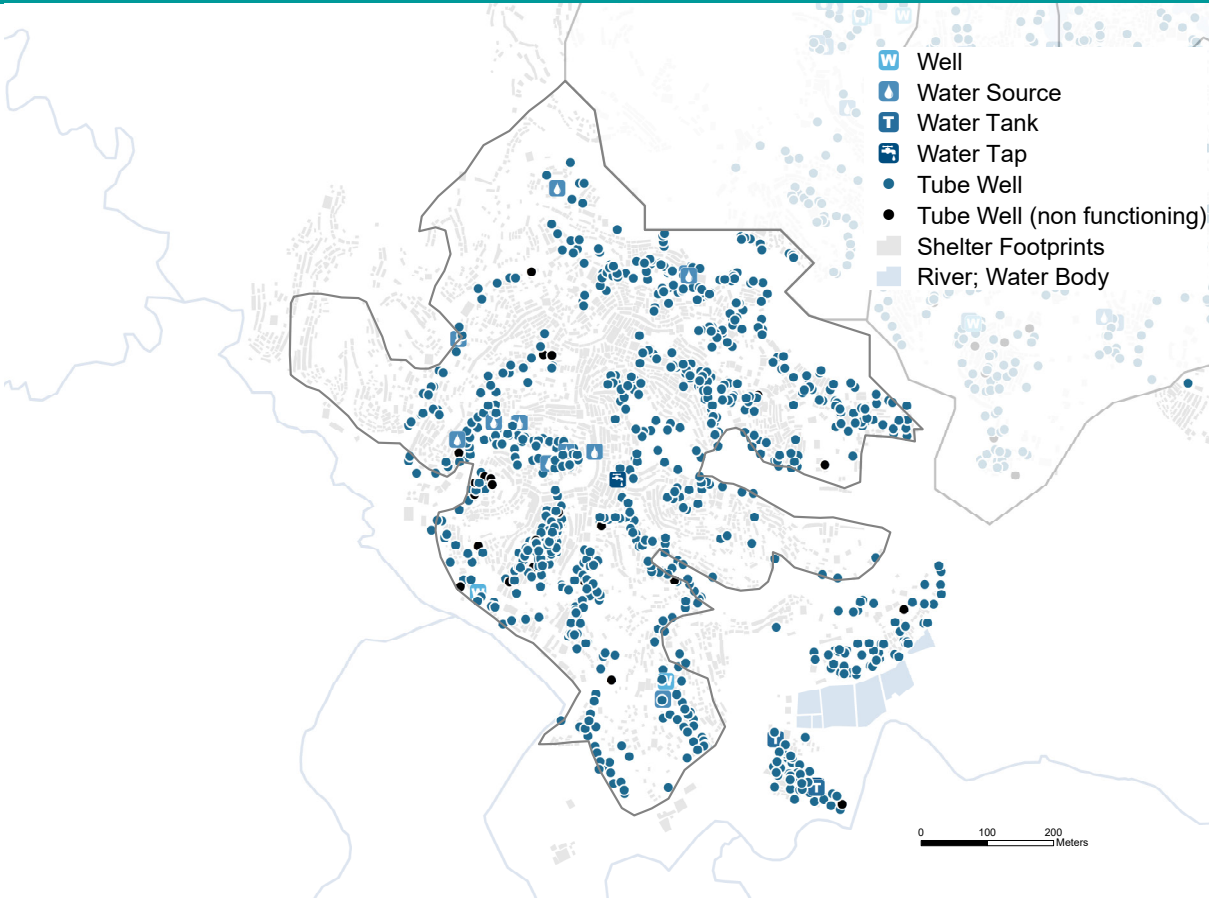 Well
Water Source
Water Tank
Water Tap
Tube Well
Tube Well (non functioning)
Shelter Footprints
River; Water Body
0 100 200
Meters
W
T
W
W
W
W
W
T
T